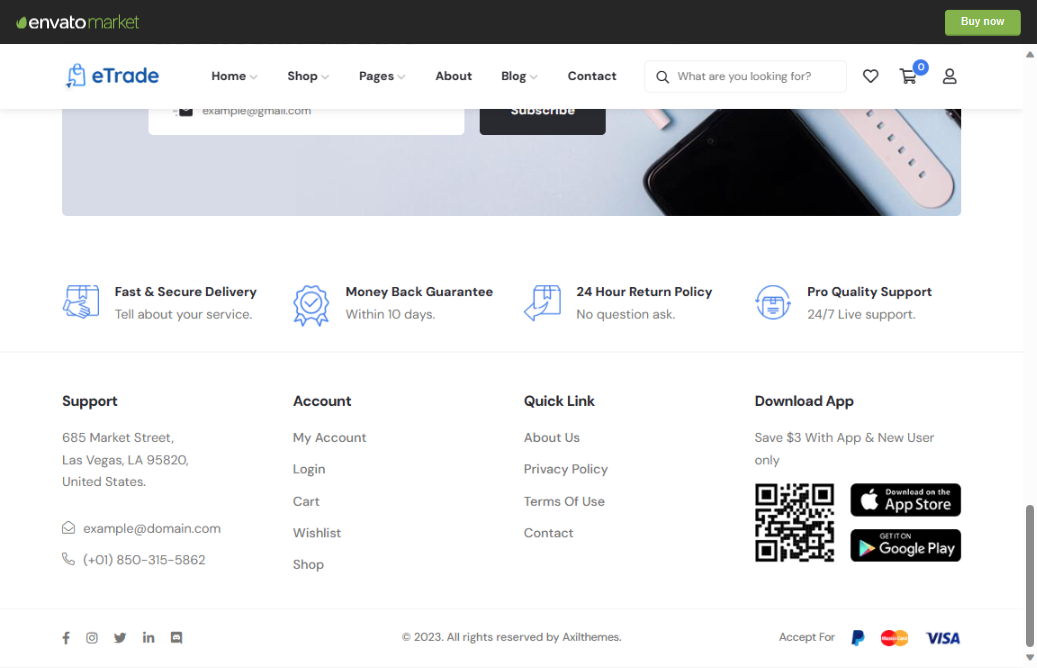 envato market
Buy now
eTrade
Home
Shop
Pages
About
Blog
Contact
What are you looking for?
0
example@gmail.com
Subscribe
Fast & Secure Delivery
Tell about your service.
Money Back Guarantee
Within 10 days.
24 Hour Return Policy
No question ask.
Pro Quality Support
24/7 Live support.
Support
685 Market Street,
Las Vegas, LA 95820,
United States.
example@domain.com
(+01) 850-315-5862
Account
My Account
Login
Cart
Wishlist
Shop
Quick Link
About Us
Privacy Policy
Terms Of Use
Contact
Download App
Save $3 With App & New User
only
Download on the
App Store
GET IT ON
Google Play
© 2023. All rights reserved by Axilthemes.
Accept For
MasterCard
VISA